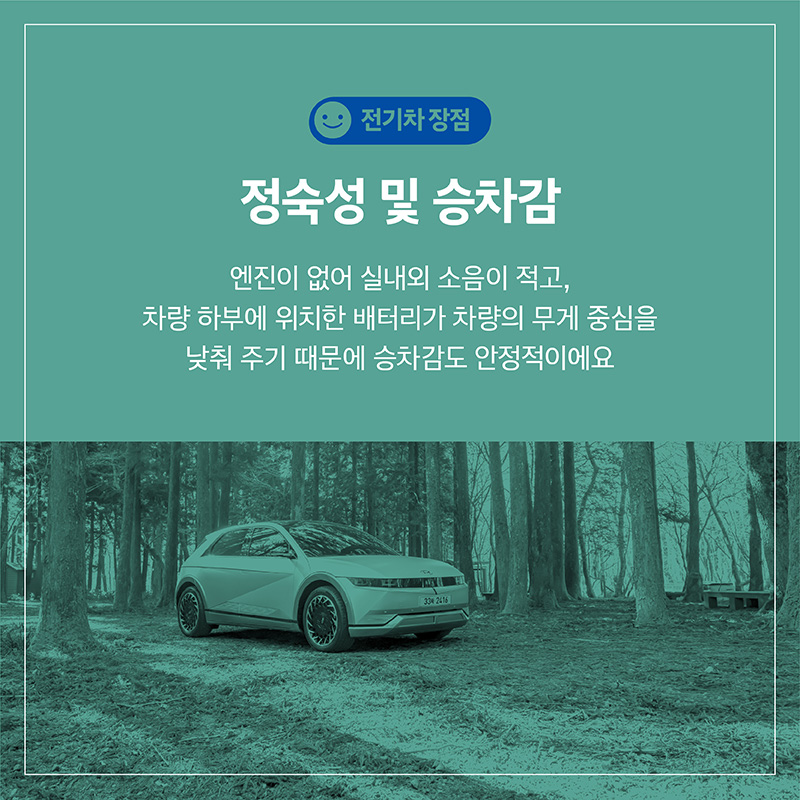 전기차 장점
정숙성 및 승차감
엔진이 없어 실내외 소음이 적고,
차량 하부에 위치한 배터리가 차량의 무게 중심을
낮춰 주기 때문에 승차감도 안정적이에요